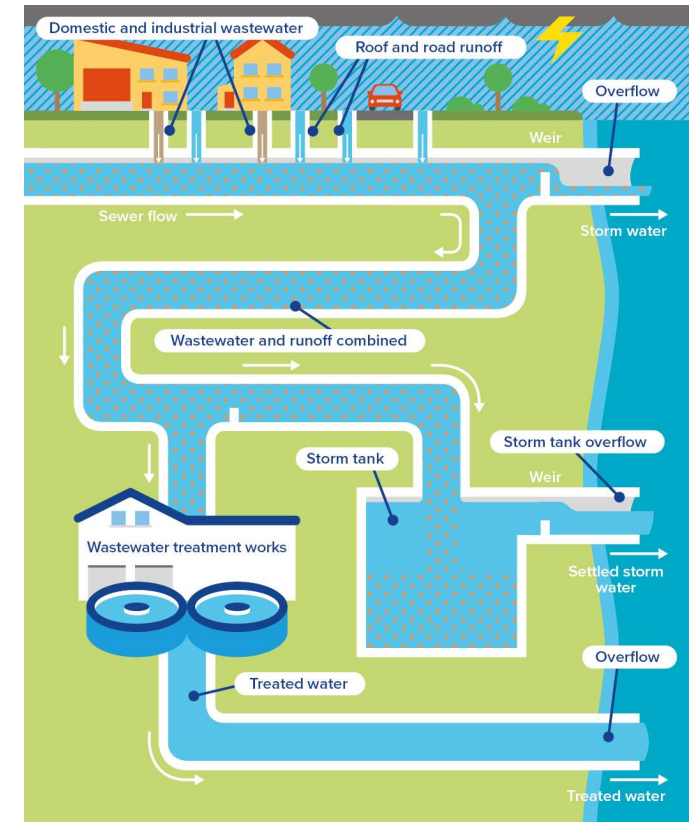 Domestic and industrial wastewater
Roof and road runoff
Overflow
Weir
Sewer flow
Storm water
Wastewater and runoff combined
Storm tank overflow
Storm tank
Weir
Wastewater treatment works
Settled storm
water
Overflow
Treated water
Treated water